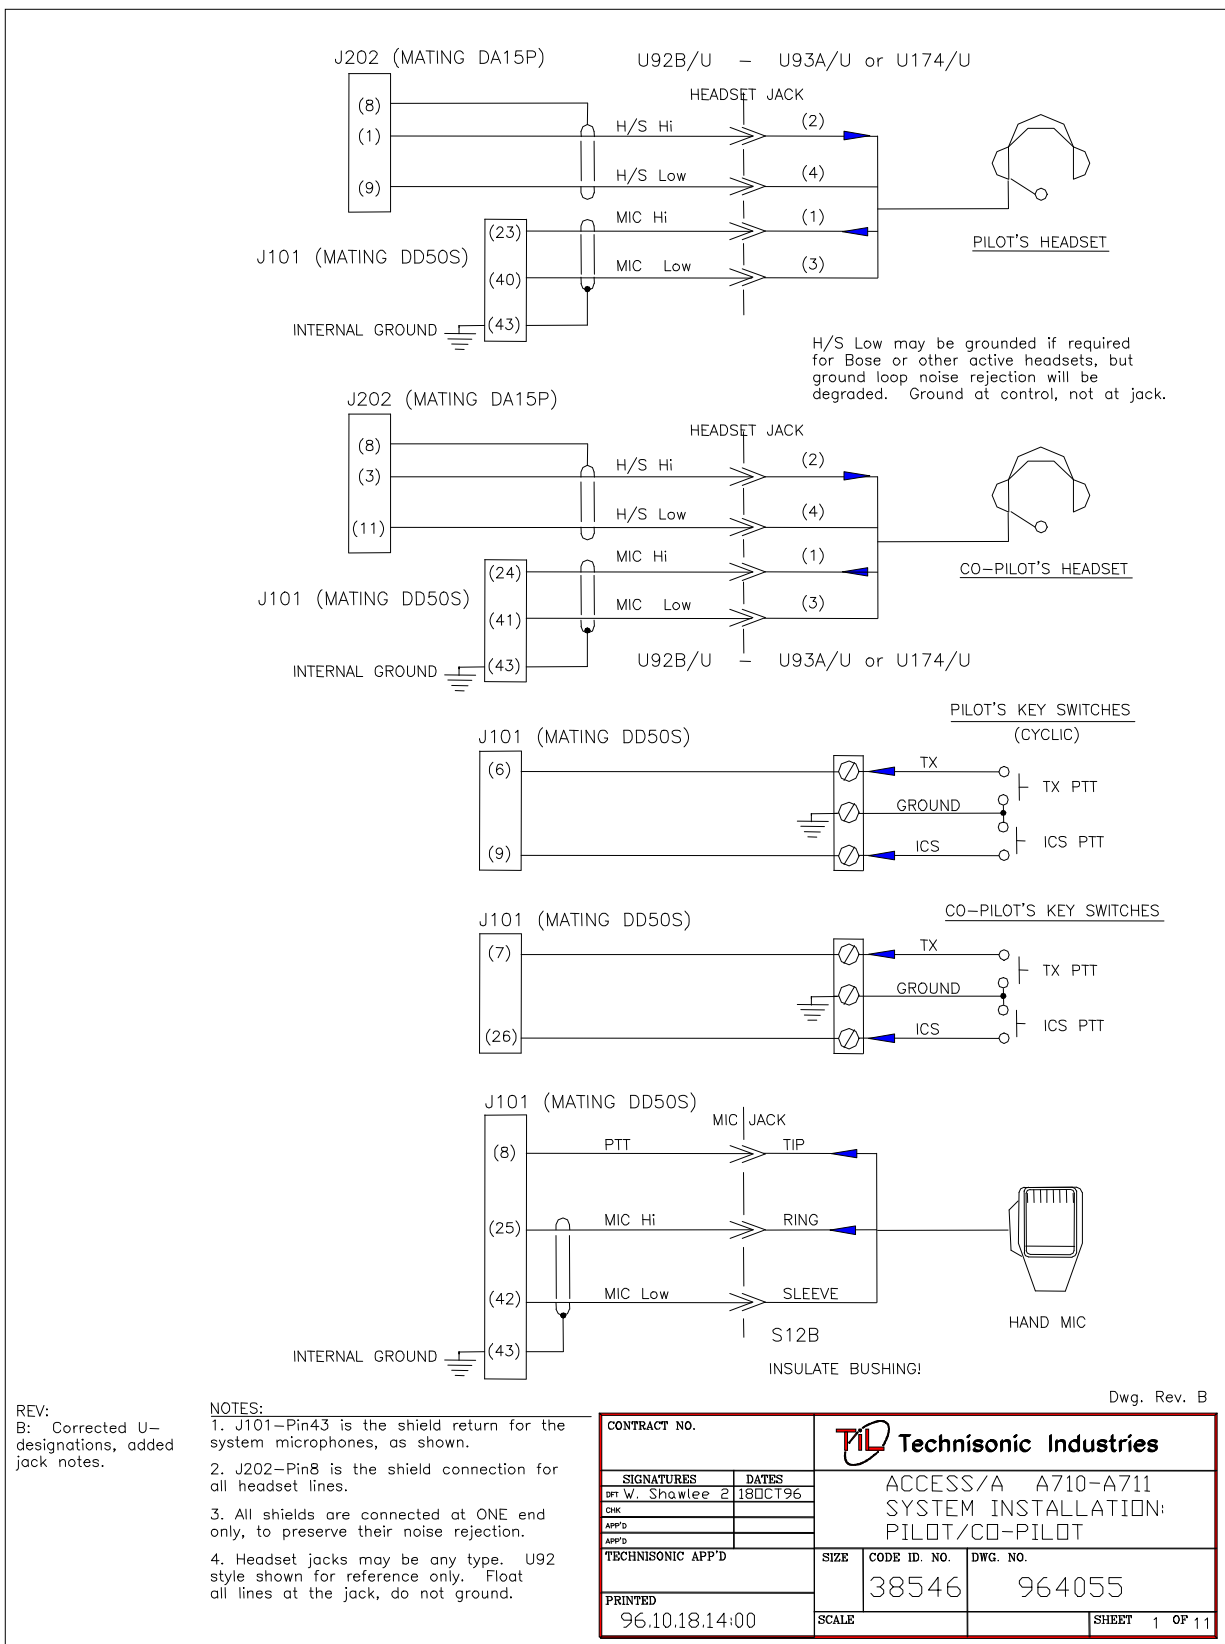 J202 (MATING DA15P)
U92B/U – U93A/U or U174/U
HEADSET JACK
(8)
(1) H/S Hi (2)
(9) H/S Low (4)
(23) MIC Hi (1)
J101 (MATING DD50S)
(40) MIC Low (3)
INTERNAL GROUND (43)
PILOT'S HEADSET
H/S Low may be grounded if required
for Bose or other active headsets, but
ground loop noise rejection will be
degraded. Ground at control, not at jack.
J202 (MATING DA15P)
HEADSET JACK
(8)
(3) H/S Hi (2)
(11) H/S Low (4)
(24) MIC Hi (1)
J101 (MATING DD50S)
(41) MIC Low (3)
INTERNAL GROUND (43)
CO–PILOT'S HEADSET
U92B/U – U93A/U or U174/U
PILOT'S KEY SWITCHES
(CYCLIC)
J101 (MATING DD50S)
(6) TX
TX PTT
GROUND
ICS PTT
(9) ICS
CO–PILOT'S KEY SWITCHES
J101 (MATING DD50S)
(7) TX
TX PTT
GROUND
ICS PTT
(26) ICS
J101 (MATING DD50S)
MIC JACK
(8) PTT TIP
(25) MIC Hi RING
(42) MIC Low SLEEVE
S12B
INTERNAL GROUND (43)
INSULATE BUSHING!
HAND MIC
Dwg. Rev. B
REV:
B: Corrected U–
designations, added
jack notes.
NOTES:
1. J101–Pin43 is the shield return for the
system microphones, as shown.
2. J202–Pin8 is the shield connection for
all headset lines.
3. All shields are connected at ONE end
only, to preserve their noise rejection.
4. Headset jacks may be any type. U92
style shown for reference only. Float
all lines at the jack, do not ground.
CONTRACT NO.
SIGNATURES DATES
DFT W. Shawlee 2 18OCT96
CHK
APP'D
APP'D
TECHNISONIC APP'D
PRINTED
96.10.18.14:00
TiL Technisonic Industries
ACCESS/A A710–A711
SYSTEM INSTALLATION:
PILOT/CO–PILOT
SIZE CODE ID. NO. DWG. NO.
38546 964055
SCALE SHEET 1 OF 11